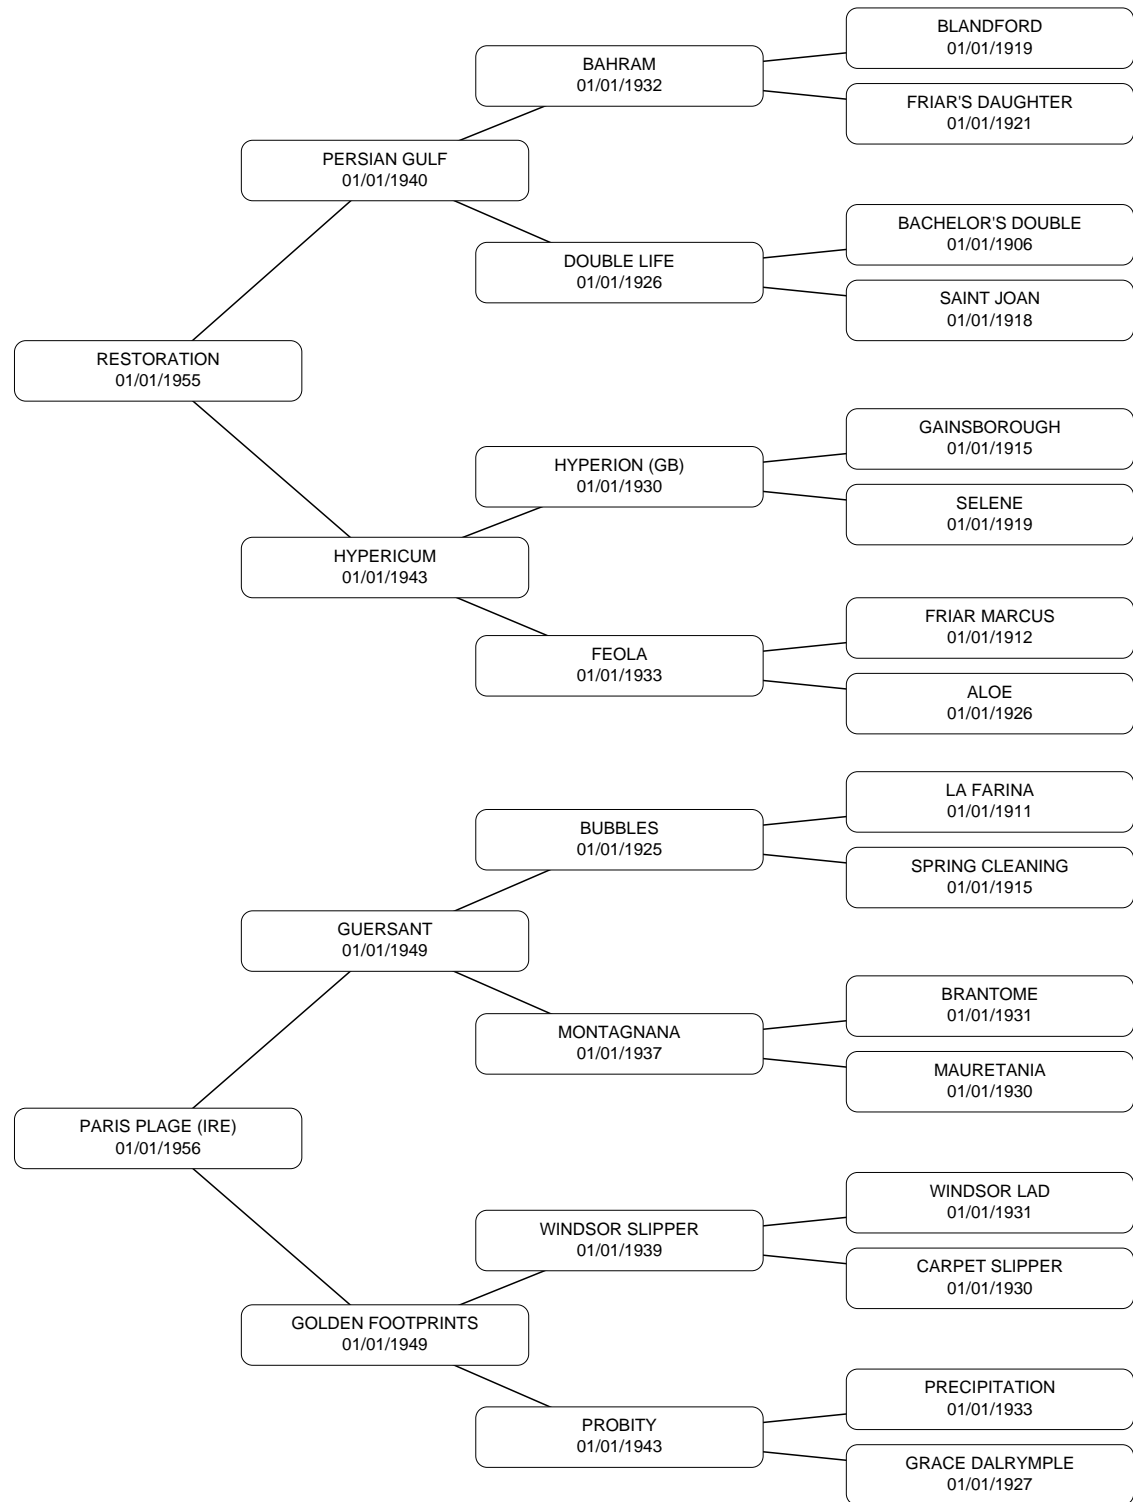 BLANDFORD
01/01/1919
BAHRAM
01/01/1932
FRIAR'S DAUGHTER
01/01/1921
PERSIAN GULF
01/01/1940
BACHELOR'S DOUBLE
01/01/1906
DOUBLE LIFE
01/01/1926
SAINT JOAN
01/01/1918
RESTORATION
01/01/1955
GAINSBOROUGH
01/01/1915
HYPERION (GB)
01/01/1930
SELENE
01/01/1919
HYPERICUM
01/01/1943
FRIAR MARCUS
01/01/1912
FEOLA
01/01/1933
ALOE
01/01/1926
LA FARINA
01/01/1911
BUBBLES
01/01/1925
SPRING CLEANING
01/01/1915
GUERSANT
01/01/1949
BRANTOME
01/01/1931
MONTAGNANA
01/01/1937
MAURETANIA
01/01/1930
PARIS PLAGE (IRE)
01/01/1956
WINDSOR LAD
01/01/1931
WINDSOR SLIPPER
01/01/1939
CARPET SLIPPER
01/01/1930
GOLDEN FOOTPRINTS
01/01/1949
PRECIPITATION
01/01/1933
PROBITY
01/01/1943
GRACE DALRYMPLE
01/01/1927